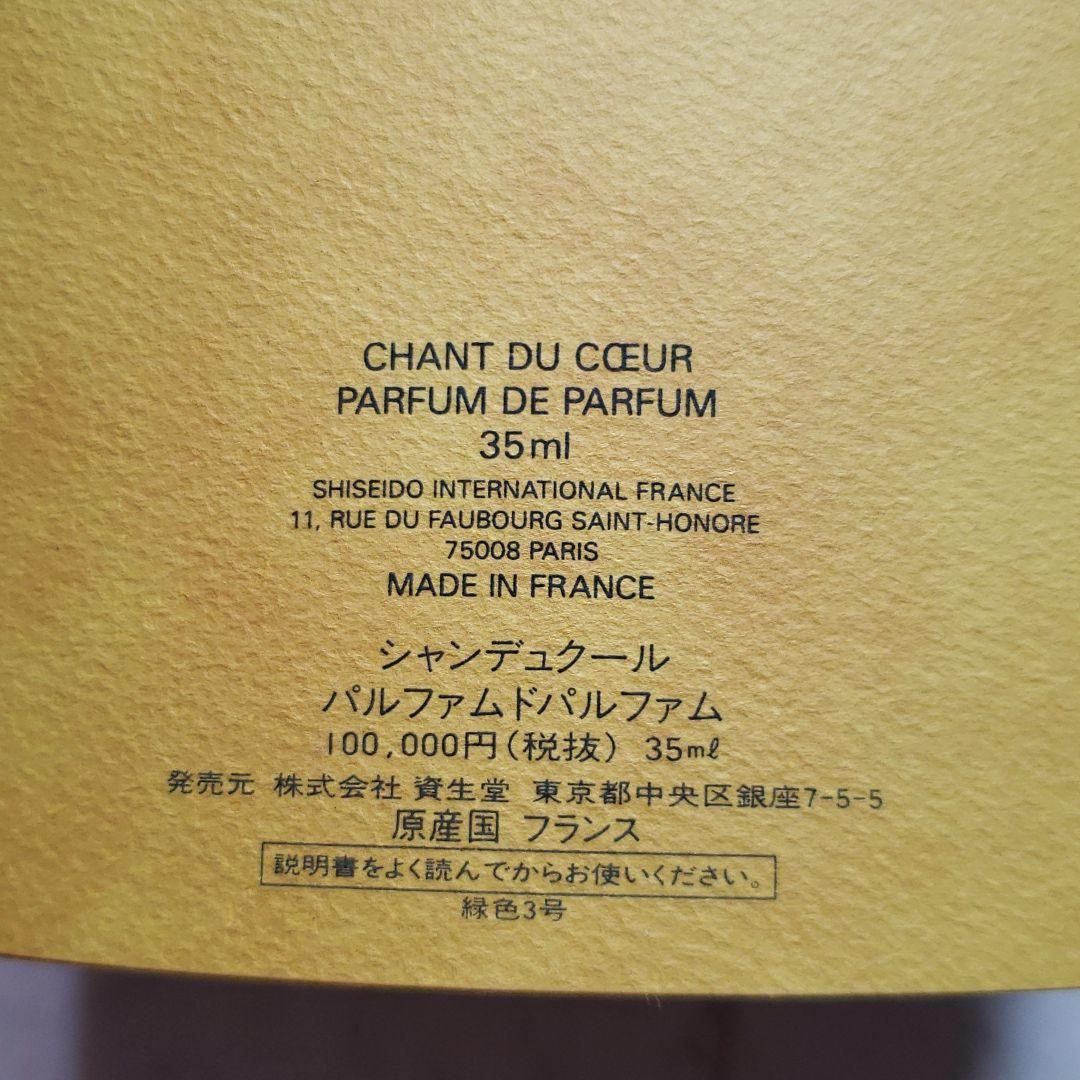 CHANT DU CŒUR
PARFUM DE PARFUM
35ml
SHISEIDO INTERNATIONAL FRANCE
11, RUE DU FAUBOURG SAINT-HONORE
75008 PARIS
MADE IN FRANCE
シャンデュクール
パルファムドパルファム
100,000円(税抜) 35mℓ
発売元 株式会社 資生堂 東京都中央区銀座7-5-5
原産国 フランス
説明書をよく読んでからお使いください。
緑色3号